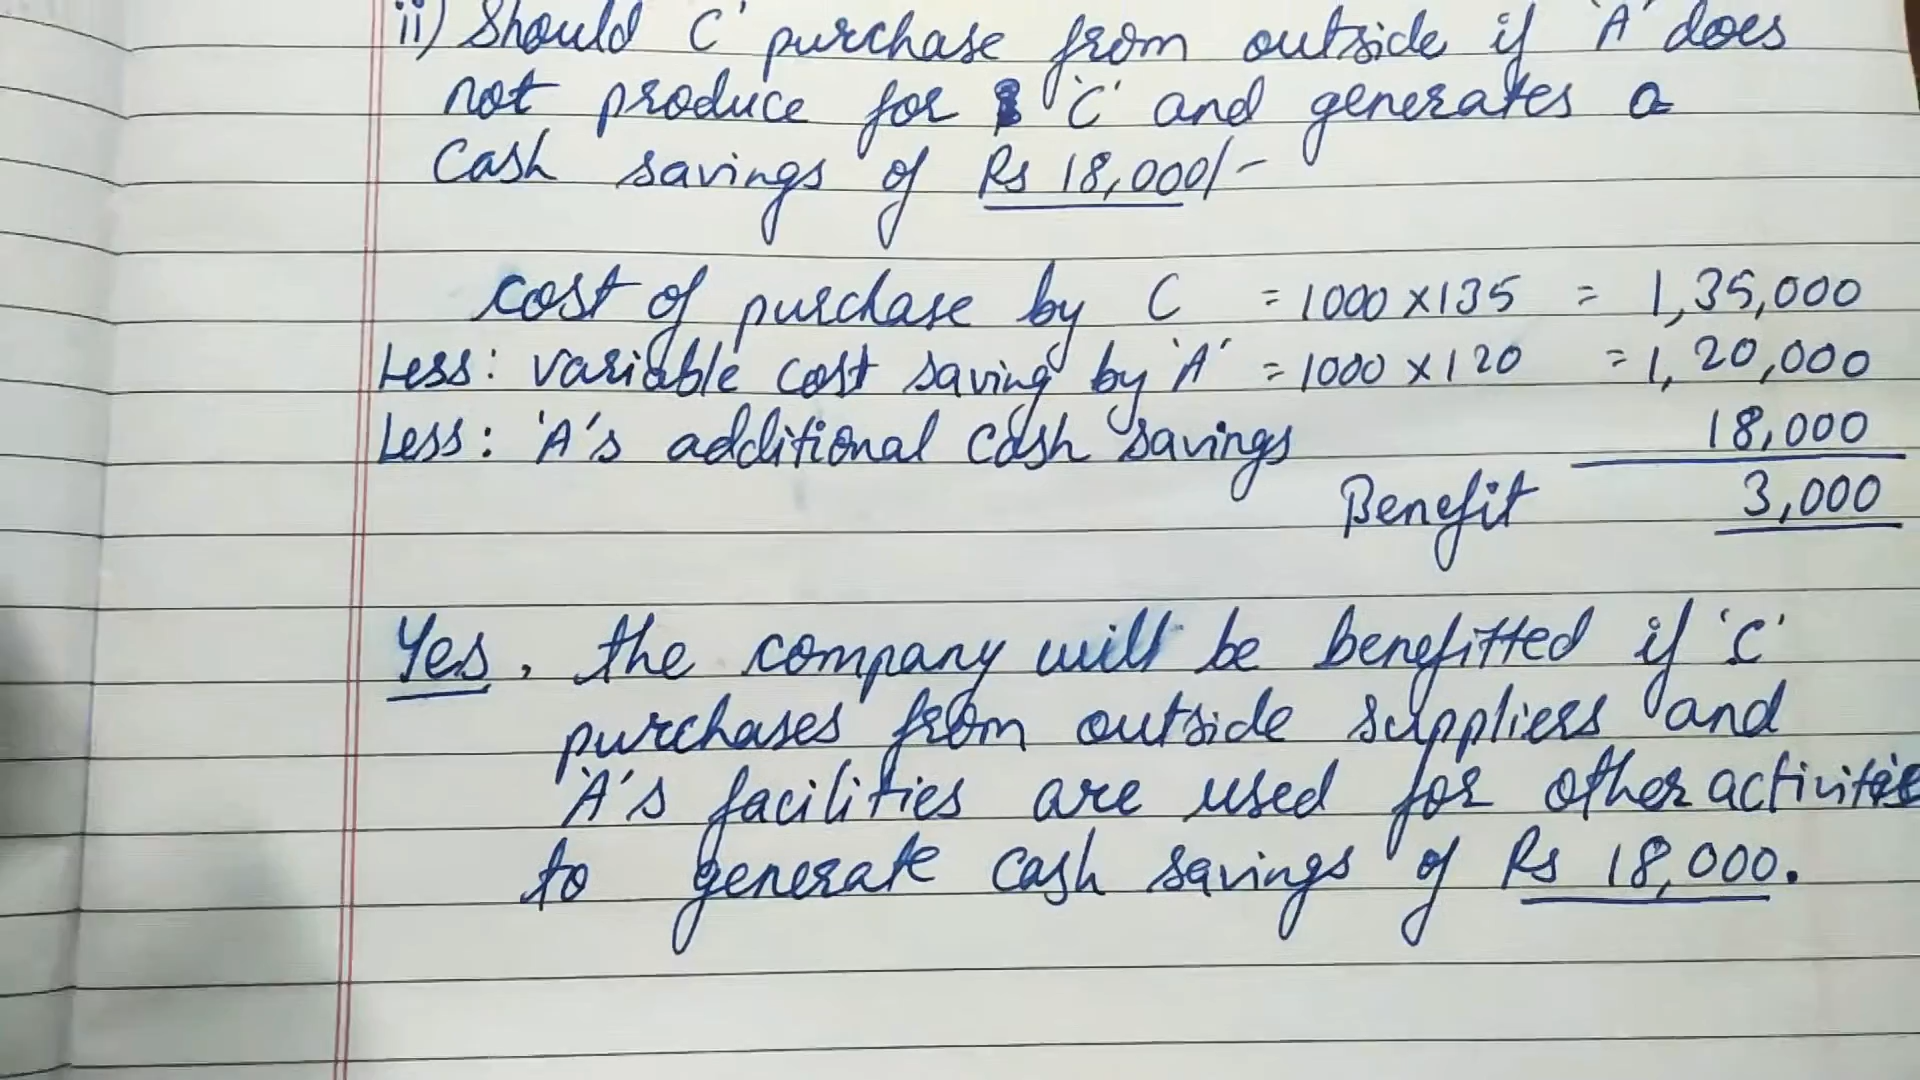 ii) Should 'C' purchase from outside if 'A' does
not produce for 'C' and generates a
cash savings of Rs 18,000/-
cost of purchase by C = 1000 x 135 = 1,35,000
Less: variable cost saving by 'A' = 1000 x 120 = 1,20,000
Less: 'A's additional cash savings 18,000
Benefit 3,000
Yes, the company will be benefitted if 'C'
purchases from outside suppliers and
'A's facilities are used for other activities
to generate cash savings of Rs 18,000.